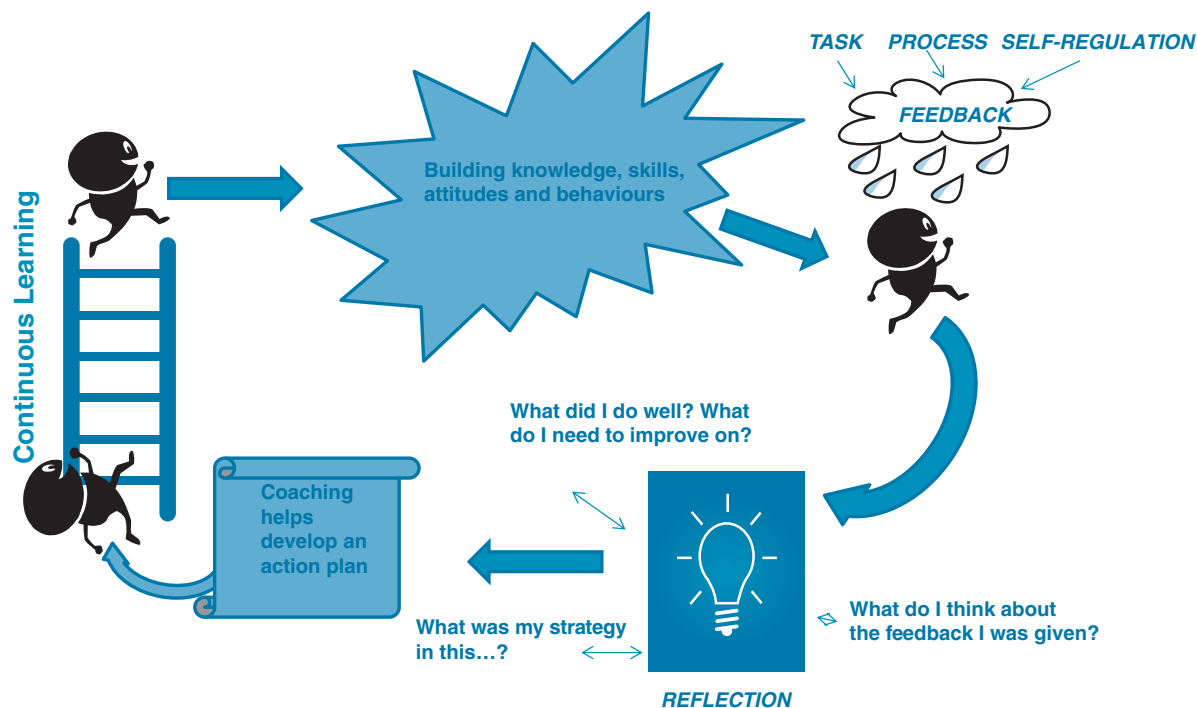 TASK PROCESS SELF-REGULATION
FEEDBACK
Building knowledge, skills,
attitudes and behaviours
Continuous Learning
What did I do well? What
do I need to improve on?
Coaching
helps
develop an
action plan
What was my strategy
in this…?
What do I think about
the feedback I was given?
REFLECTION